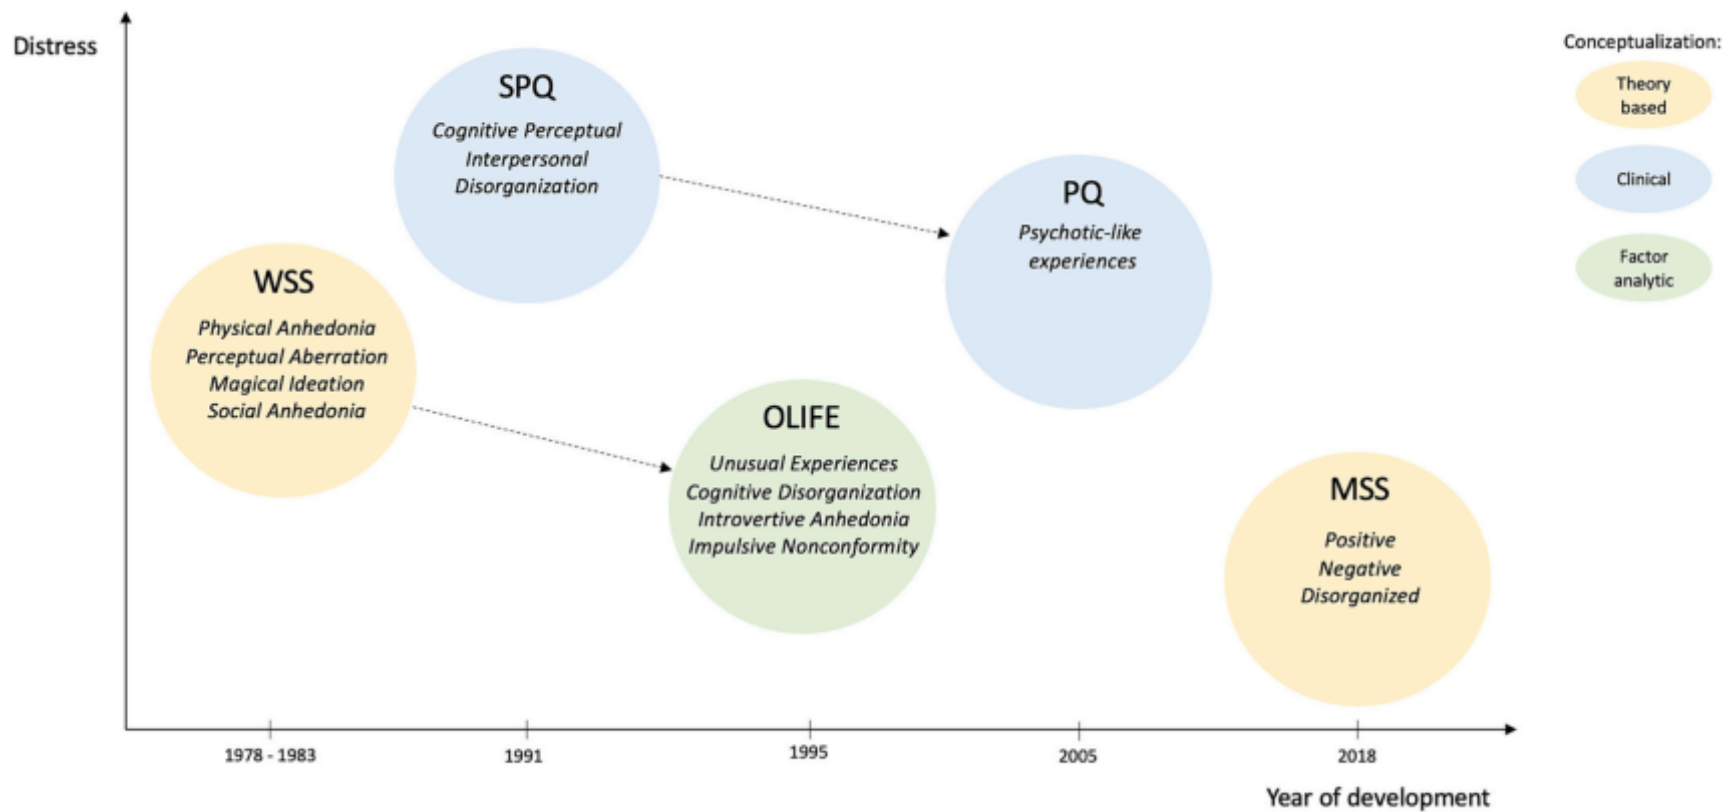 Distress
SPQ
Cognitive Perceptual
Interpersonal
Disorganization
PQ
Psychotic-like
experiences
WSS
Physical Anhedonia
Perceptual Aberration
Magical Ideation
Social Anhedonia
OLIFE
Unusual Experiences
Cognitive Disorganization
Introvertive Anhedonia
Impulsive Nonconformity
MSS
Positive
Negative
Disorganized
Conceptualization:
Theory
based
Clinical
Factor
analytic
1978 - 1983
1991
1995
2005
2018
Year of development